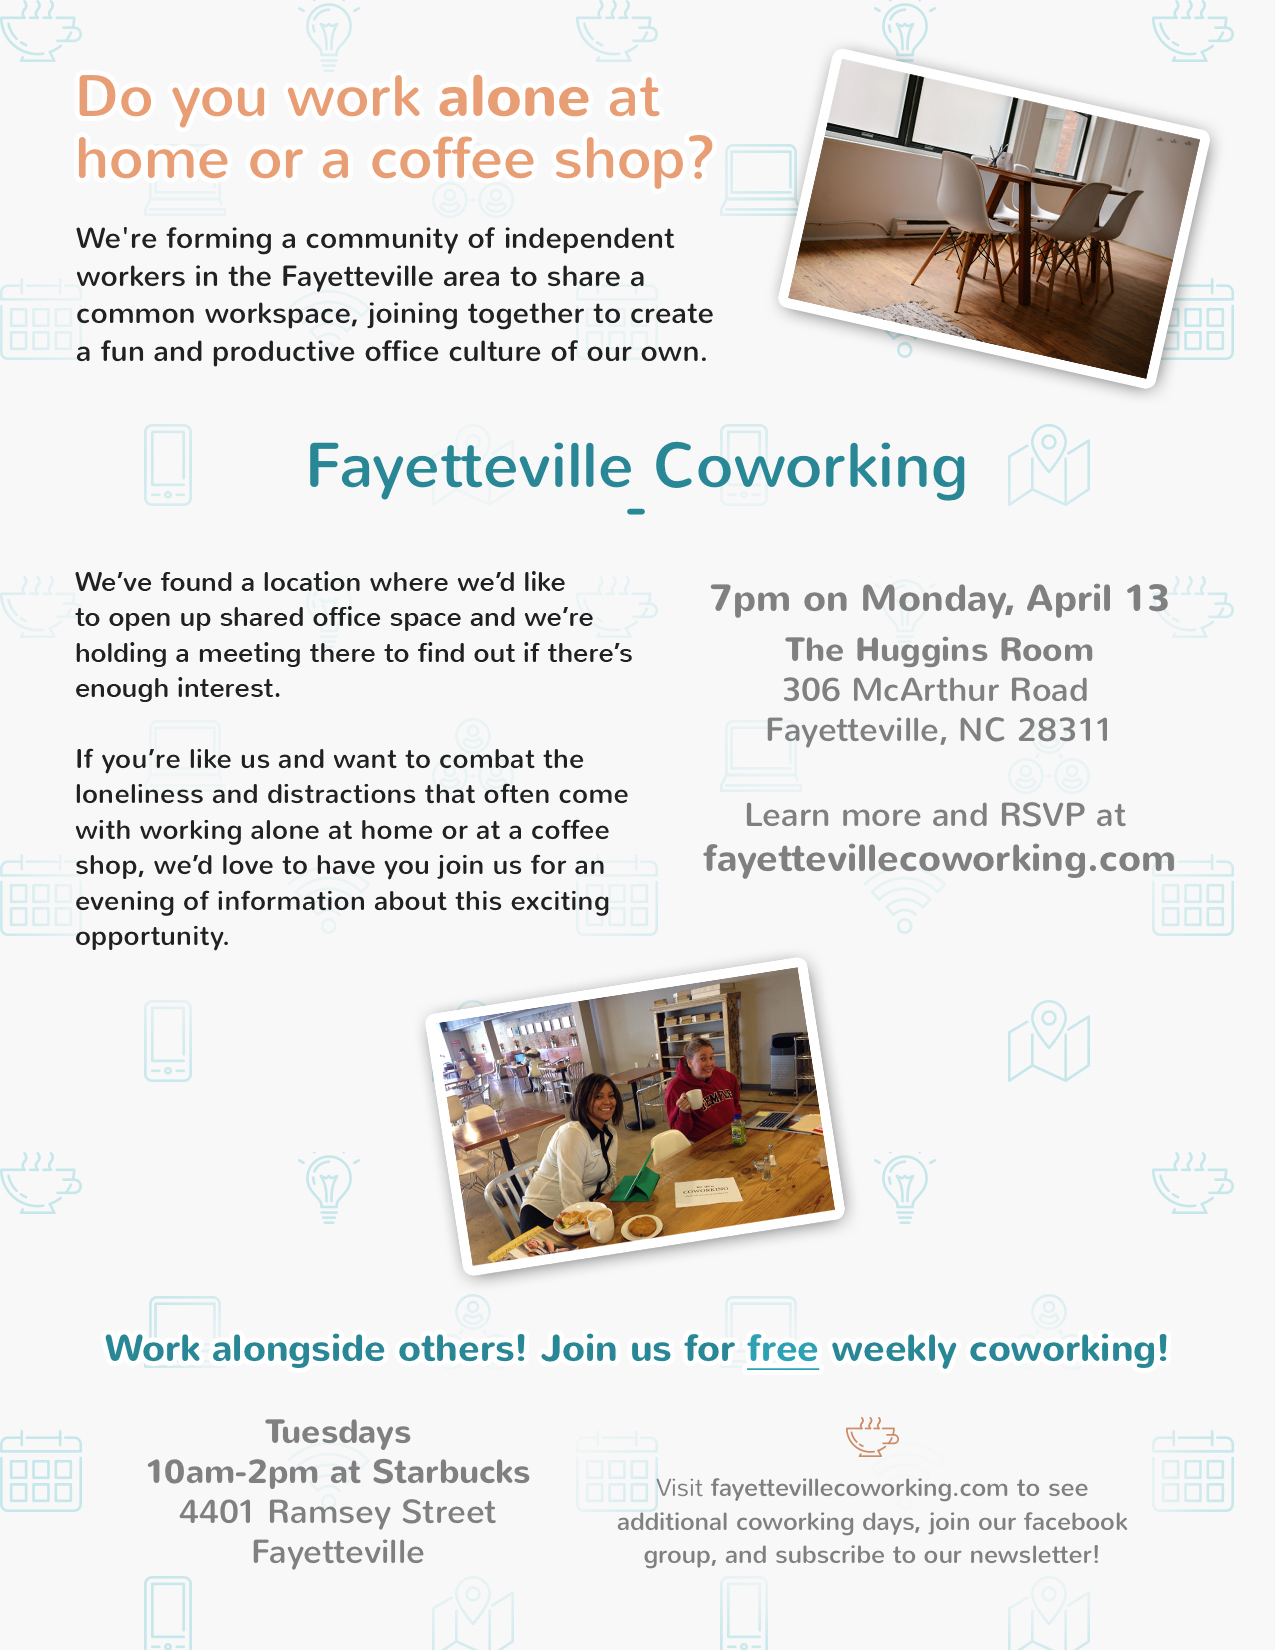 Do you work alone at
home or a coffee shop?
We're forming a community of independent
workers in the Fayetteville area to share a
common workspace, joining together to create
a fun and productive office culture of our own.
Fayetteville Coworking
-
We’ve found a location where we’d like
to open up shared office space and we’re
holding a meeting there to find out if there’s
enough interest.
If you’re like us and want to combat the
loneliness and distractions that often come
with working alone at home or at a coffee
shop, we’d love to have you join us for an
evening of information about this exciting
opportunity.
7pm on Monday, April 13
The Huggins Room
306 McArthur Road
Fayetteville, NC 28311
Learn more and RSVP at
fayettevillecoworking.com
COWORKING
Work alongside others! Join us for free weekly coworking!
Tuesdays
10am-2pm at Starbucks
4401 Ramsey Street
Fayetteville
Visit fayettevillecoworking.com to see
additional coworking days, join our facebook
group, and subscribe to our newsletter!